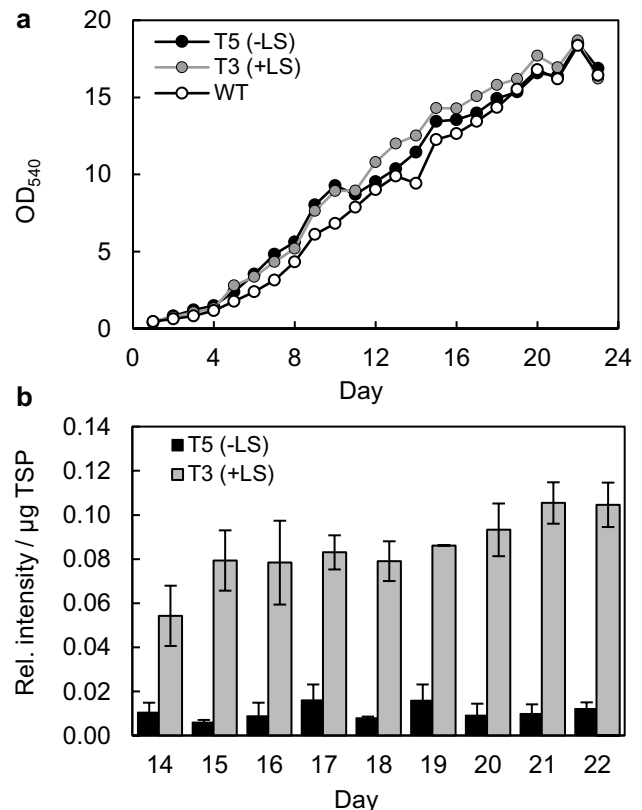 a
20
15
10
5
0
OD540
T5 (-LS)
T3 (+LS)
WT
0 4 8 12 16 20 24
Day
b
0.14
0.12
0.10
0.08
0.06
0.04
0.02
0.00
Rel. intensity / µg TSP
T5 (-LS)
T3 (+LS)
14 15 16 17 18 19 20 21 22
Day